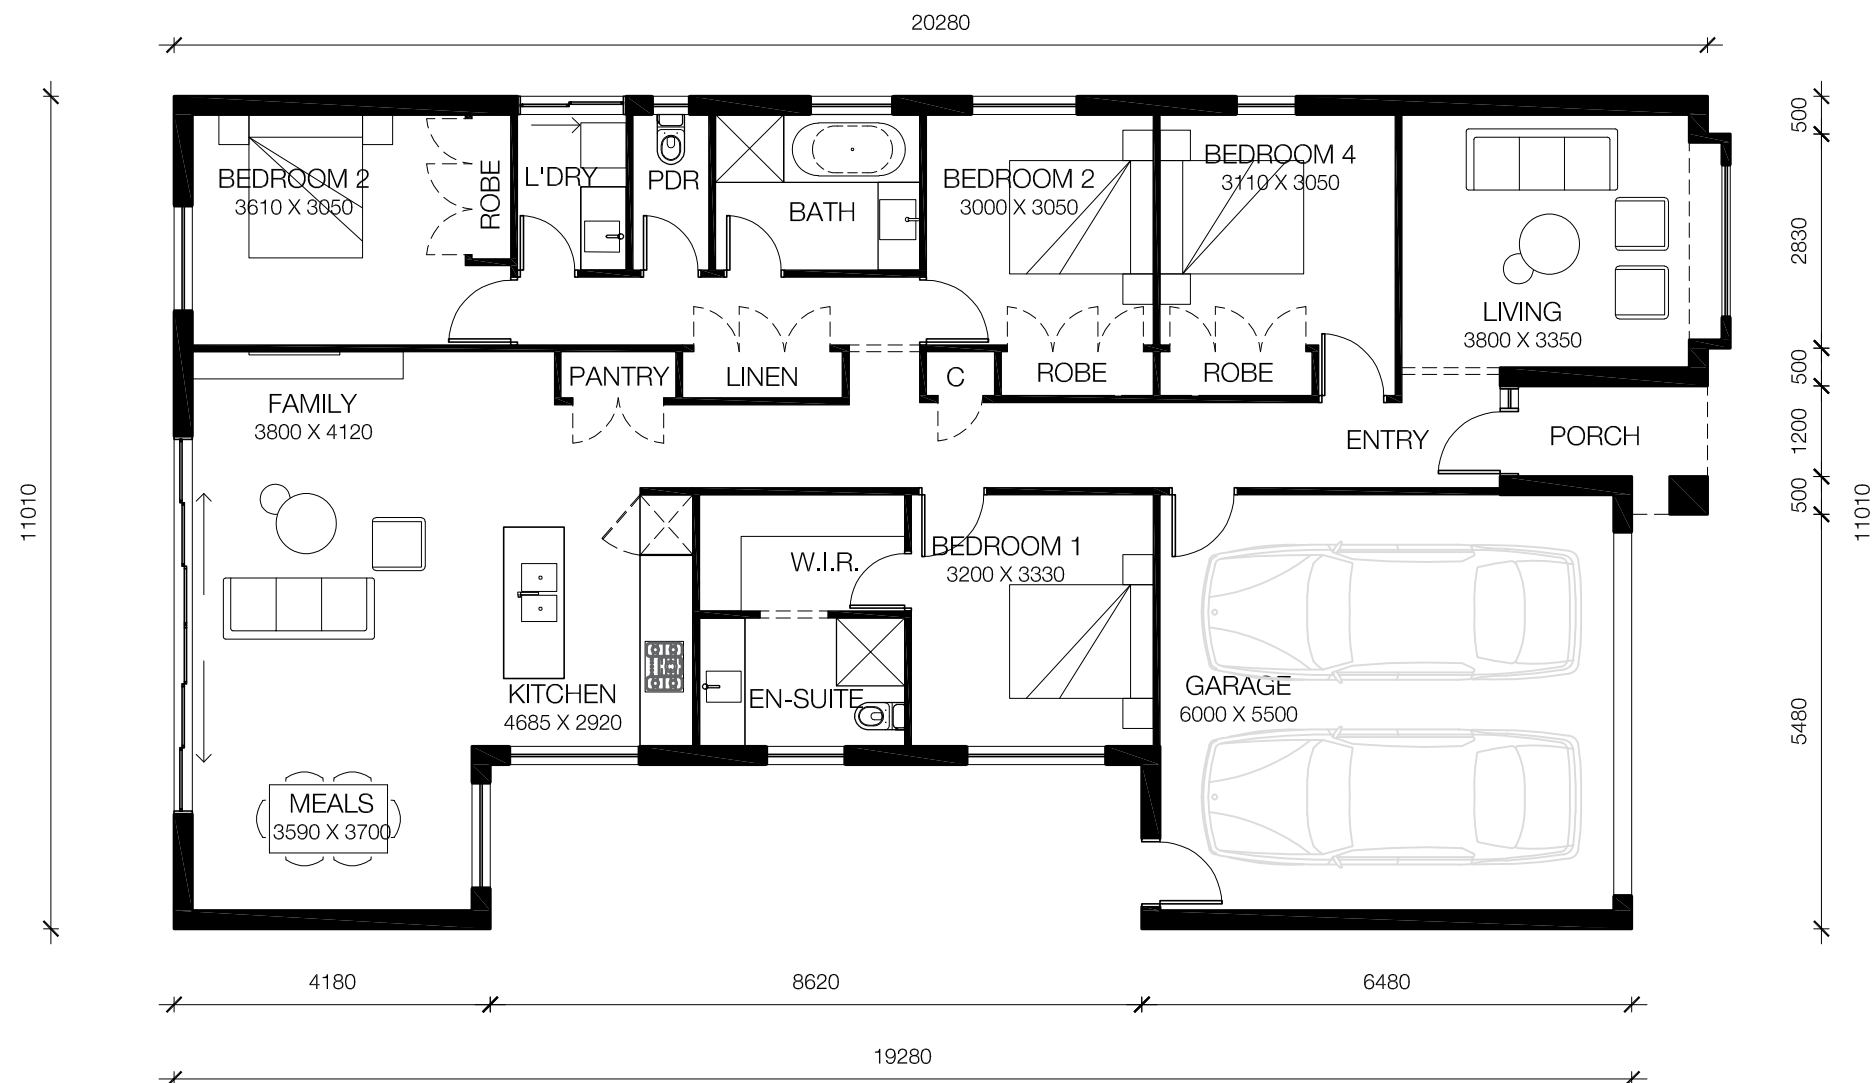 20280
500
BEDROOM 4
BEDROOM 2
ROBE
L'DRY
PDR
BEDROOM 2
3110 X 3050
3610 X 3050
BATH
3000 X 3050
2830
LIVING
3800 X 3350
PANTRY
LINEN
C
ROBE
ROBE
500
FAMILY
3800 X 4120
ENTRY
PORCH
1200
11010
500
11010
W.I.R.
BEDROOM 1
3200 X 3330
KITCHEN
4685 X 2920
EN-SUITE
GARAGE
6000 X 5500
5480
MEALS
3590 X 3700
4180
8620
6480
19280